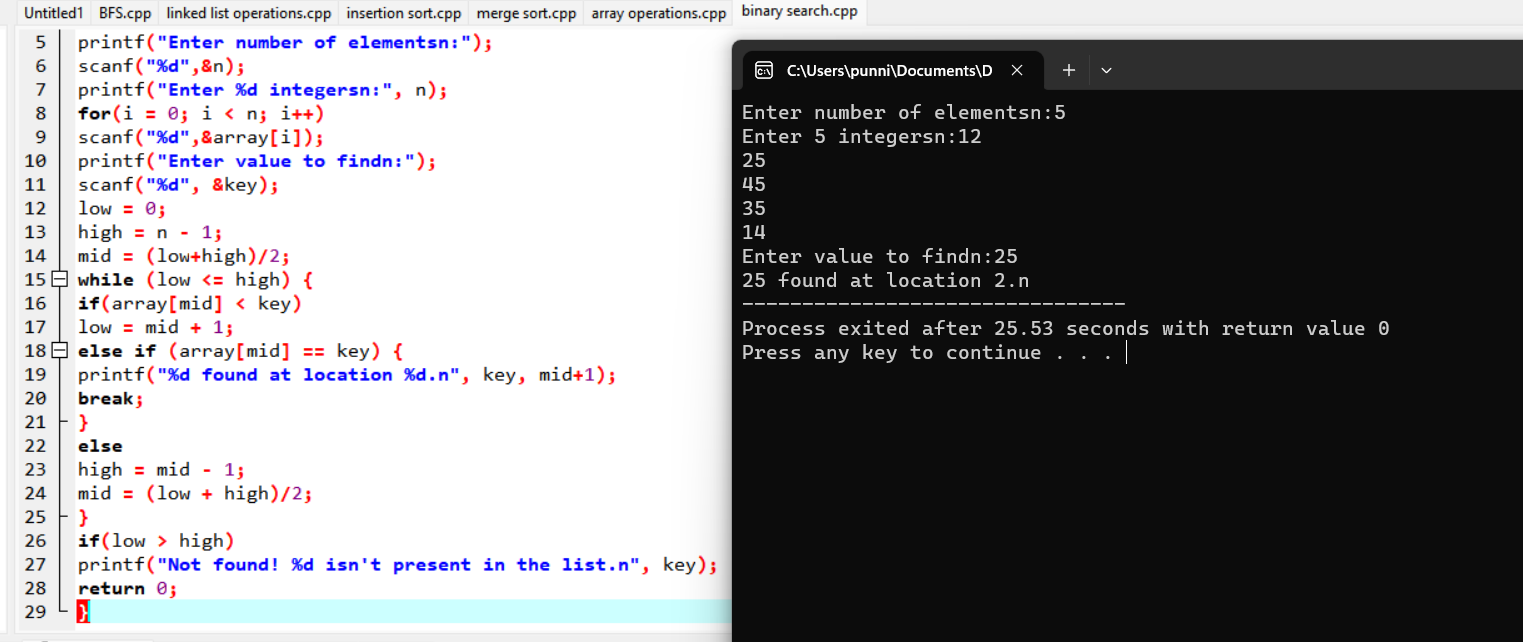 Untitled1 BFS.cpp linked list operations.cpp insertion sort.cpp merge sort.cpp array operations.cpp binary search.cpp
5 printf("Enter number of elementsn:");
6 scanf("%d",&n);
7 printf("Enter %d integersn:", n);
8 for(i = 0; i < n; i++)
9 scanf("%d",&array[i]);
10 printf("Enter value to findn:");
11 scanf("%d", &key);
12 low = 0;
13 high = n - 1;
14 mid = (low+high)/2;
15 while (low <= high) {
16 if(array[mid] < key)
17 low = mid + 1;
18 else if (array[mid] == key) {
19 printf("%d found at location %d.n", key, mid+1);
20 break;
21 }
22 else
23 high = mid - 1;
24 mid = (low + high)/2;
25 }
26 if(low > high)
27 printf("Not found! %d isn't present in the list.n", key);
28 return 0;
29 }
C:\Users\punni\Documents\D
Enter number of elementsn:5
Enter 5 integersn:12
25
45
35
14
Enter value to findn:25
25 found at location 2.n
--------------------------------
Process exited after 25.53 seconds with return value 0
Press any key to continue . . .